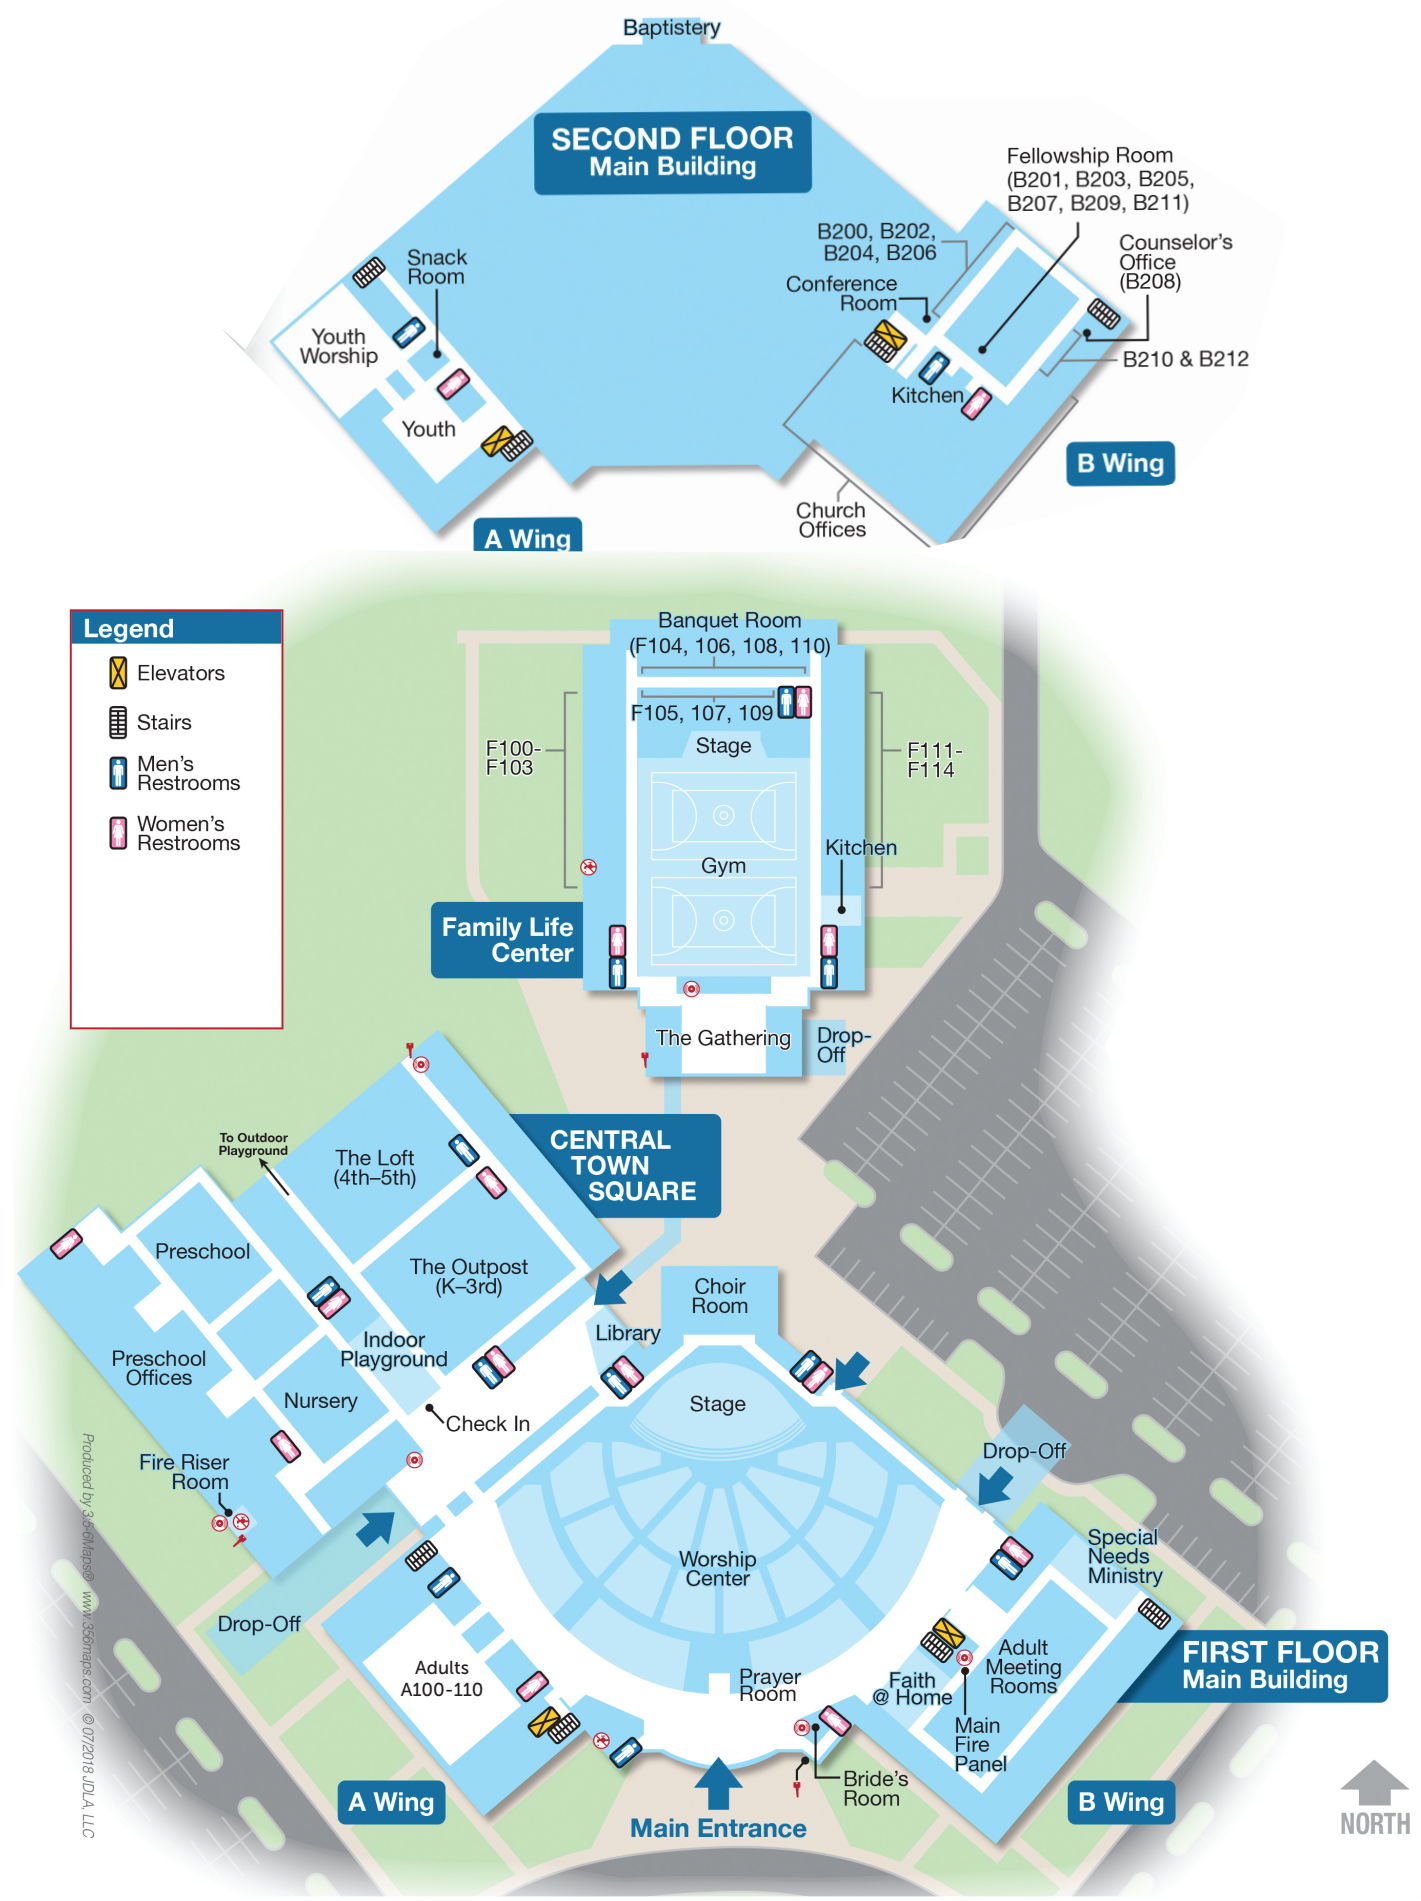 Baptistery
SECOND FLOOR
Main Building
Fellowship Room
(B201, B203, B205,
B207, B209, B211)
B200, B202,
B204, B206
Counselor's
Office
(B208)
Snack
Room
Conference
Room
Youth
Worship
B210 & B212
Kitchen
Youth
B Wing
Church
Offices
A Wing
Legend
Elevators
Stairs
Men's
Restrooms
Women's
Restrooms
Banquet Room
(F104, 106, 108, 110)
F105, 107, 109
Stage
F100-
F103
F111-
F114
Kitchen
Gym
Family Life
Center
The Gathering
Drop-
Off
CENTRAL
TOWN
SQUARE
To Outdoor
Playground
The Loft
(4th–5th)
Preschool
The Outpost
(K–3rd)
Choir
Room
Library
Indoor
Playground
Preschool
Offices
Nursery
Stage
Check In
Drop-Off
Fire Riser
Room
Special
Needs
Ministry
Worship
Center
Drop-Off
FIRST FLOOR
Main Building
Adults
A100-110
Prayer
Room
Faith
@ Home
Adult
Meeting
Rooms
Main
Fire
Panel
Bride's
Room
A Wing
B Wing
Main Entrance
NORTH
Produced by 3-5-6Maps® www.356maps.com © 07/2018 JDLA, LLC